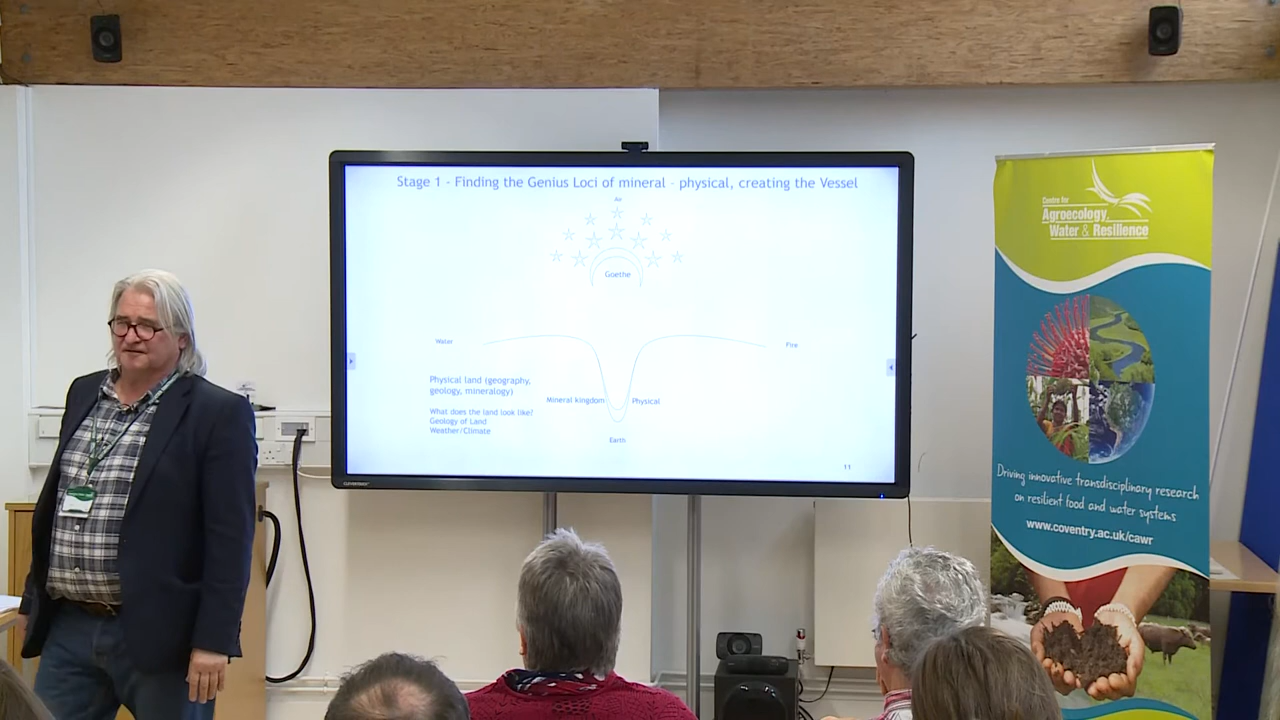 Stage 1 - Finding the Genius Loci of mineral - physical, creating the Vessel
Air
Goethe
Water
Fire
Physical land (geography,
geology, mineralogy)
Mineral kingdom
Physical
What does the land look like?
Geology of Land
Weather/Climate
Earth
11
CLEVERTOUCH
Centre for
Agroecology,
Water & Resilience
Driving innovative transdisciplinary research
on resilient food and water systems
www.coventry.ac.uk/cawr